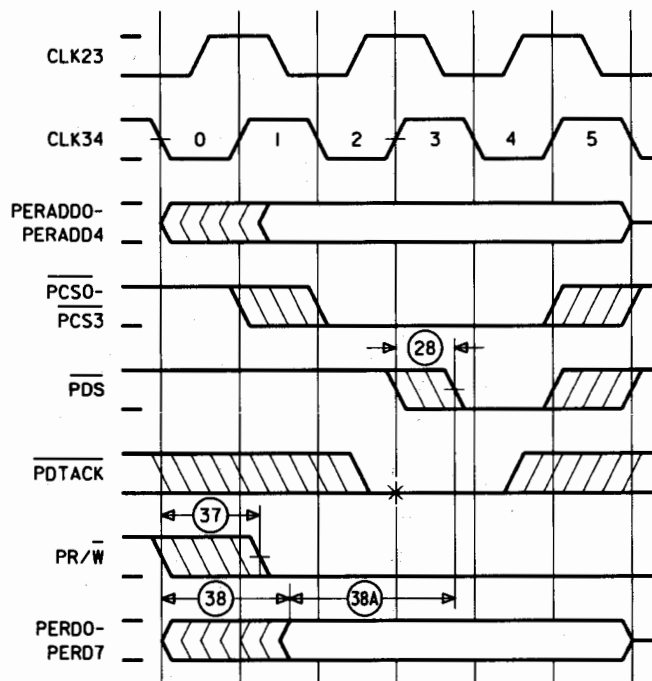 CLK23
CLK34
0 1 2 3 4 5
PERADD0-
PERADD4
PCS0-
PCS3
28
PDS
PDTACK
37
PR/W
38 38A
PERD0-
PERD7